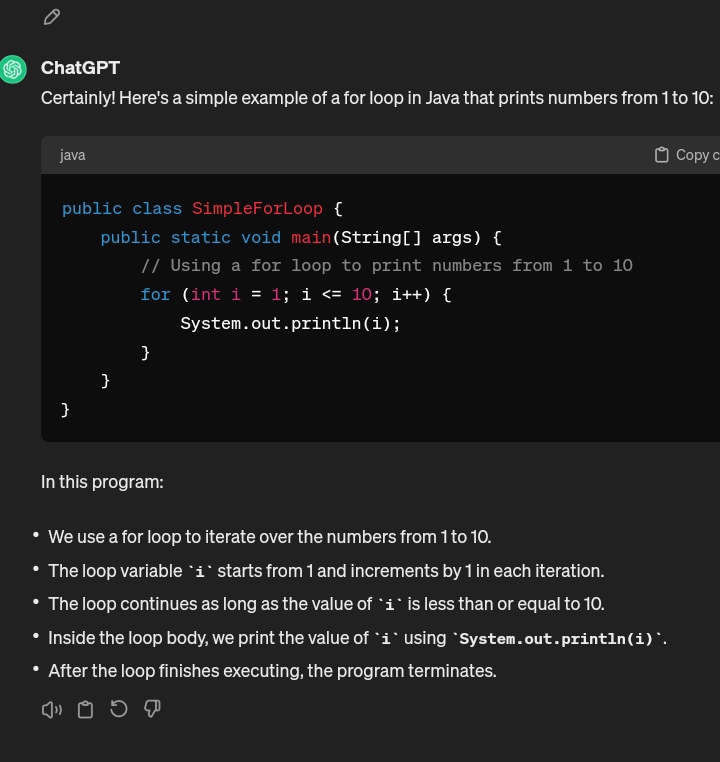 ChatGPT
Certainly! Here's a simple example of a for loop in Java that prints numbers from 1 to 10:
java
Copy c
public class SimpleForLoop {
    public static void main(String[] args) {
        // Using a for loop to print numbers from 1 to 10
        for (int i = 1; i <= 10; i++) {
            System.out.println(i);
        }
    }
}
In this program:
• We use a for loop to iterate over the numbers from 1 to 10.
• The loop variable `i` starts from 1 and increments by 1 in each iteration.
• The loop continues as long as the value of `i` is less than or equal to 10.
• Inside the loop body, we print the value of `i` using `System.out.println(i)`.
• After the loop finishes executing, the program terminates.